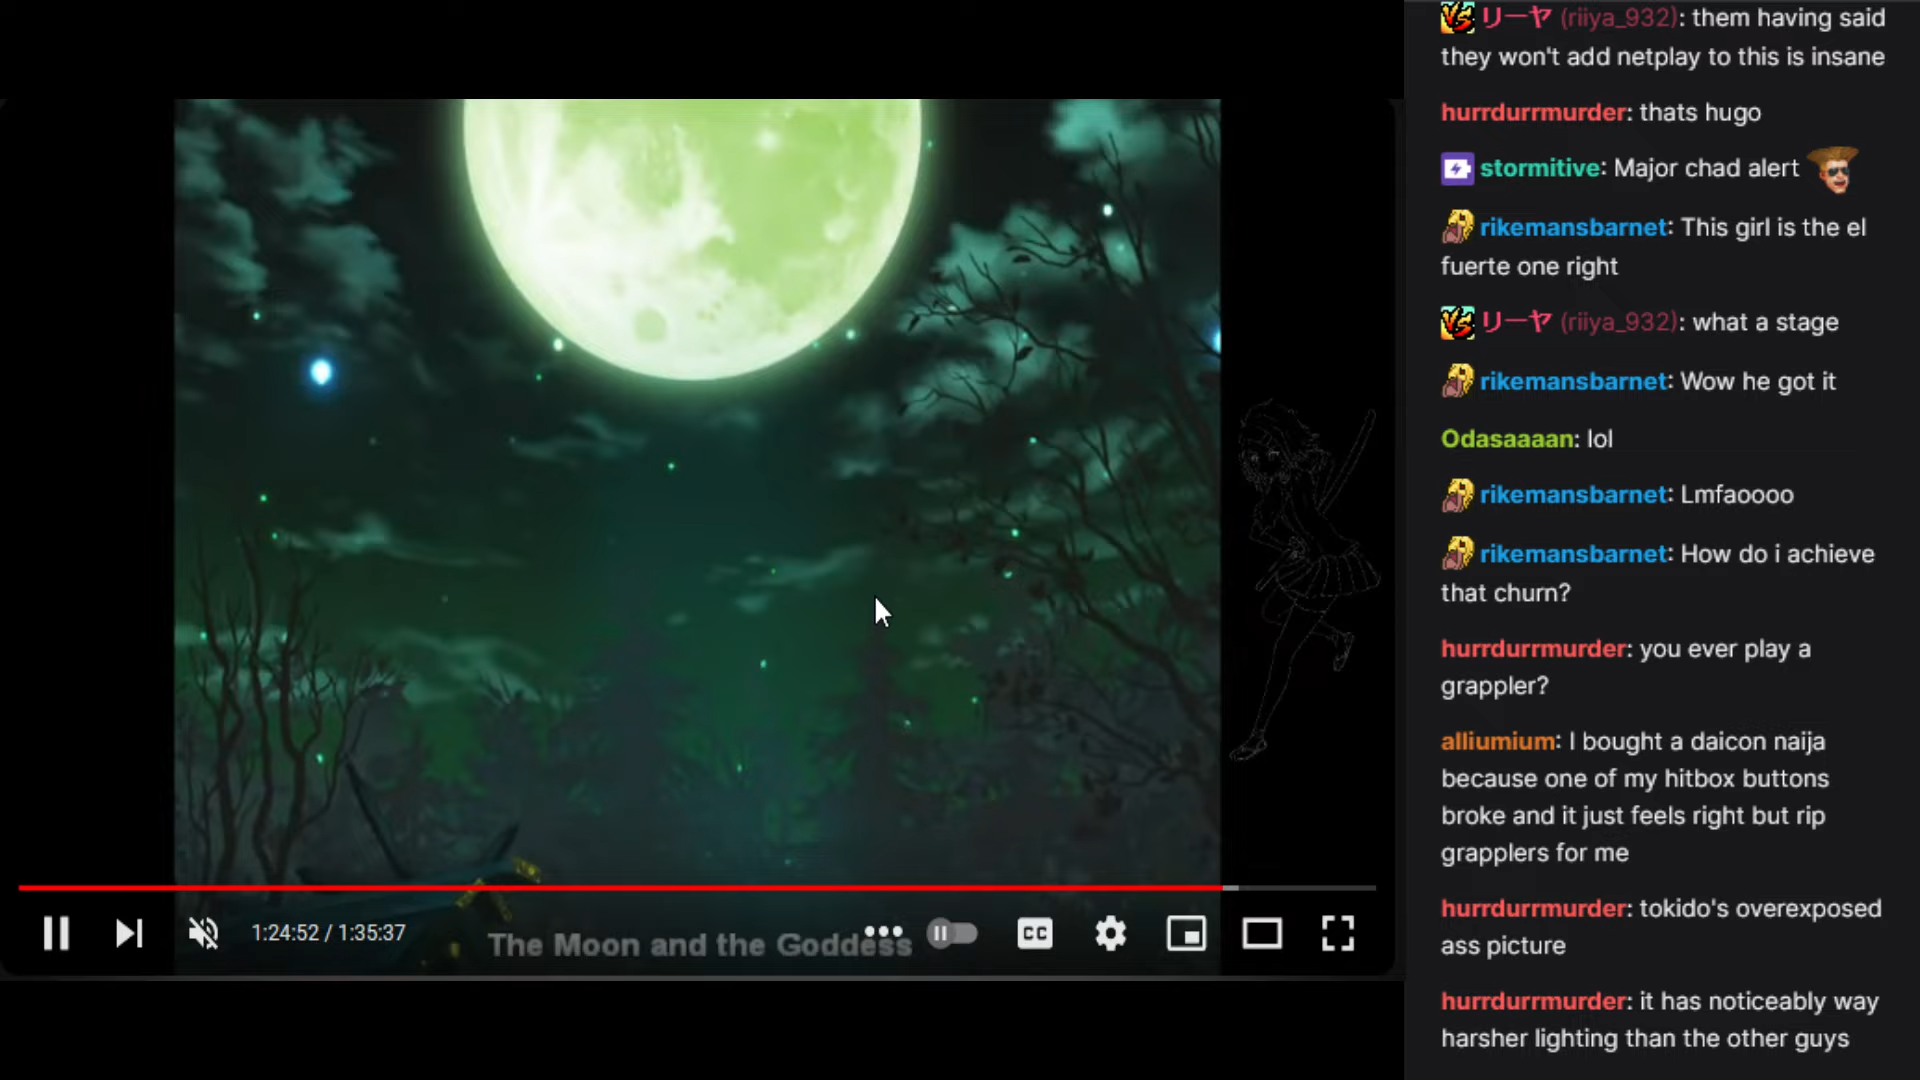 1:24:52 / 1:35:37
The Moon and the Goddess
CC
リーヤ (riiya_932): them having said
they won't add netplay to this is insane
hurrdurrmurder: thats hugo
stormitive: Major chad alert
rikemansbarnet: This girl is the el
fuerte one right
リーヤ (riiya_932): what a stage
rikemansbarnet: Wow he got it
Odasaaaan: lol
rikemansbarnet: Lmfaoooo
rikemansbarnet: How do i achieve
that churn?
hurrdurrmurder: you ever play a
grappler?
alliumium: I bought a daicon naija
because one of my hitbox buttons
broke and it just feels right but rip
grapplers for me
hurrdurrmurder: tokido's overexposed
ass picture
hurrdurrmurder: it has noticeably way
harsher lighting than the other guys